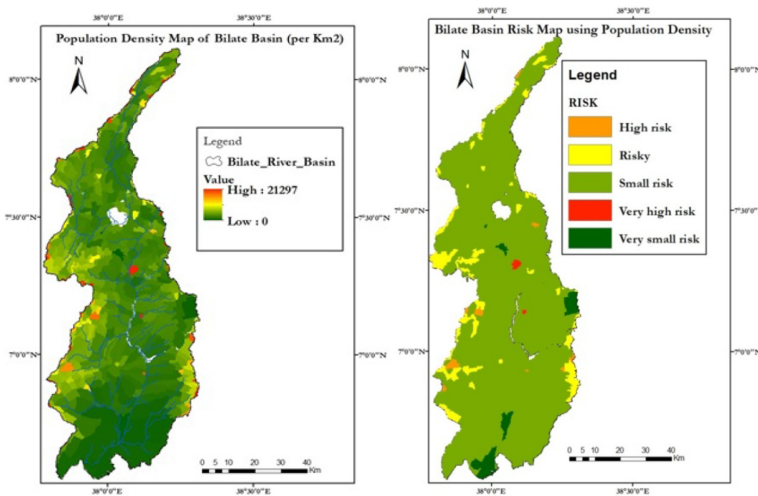 38°0'0"E
38°30'0"E
Population Density Map of Bilate Basin (per Km2)
N
8°0'0"N
7°30'0"N
7°0'0"N
Legend
Bilate_River_Basin
Value
High : 21297
Low : 0
0 5 10 20 30 40
Km
38°0'0"E
38°30'0"E
38°0'0"E
38°30'0"E
Bilate Basin Risk Map using Population Density
N
8°0'0"N
7°30'0"N
7°0'0"N
Legend
RISK
High risk
Risky
Small risk
Very high risk
Very small risk
0 5 10 20 30 40
Km
38°0'0"E
38°30'0"E